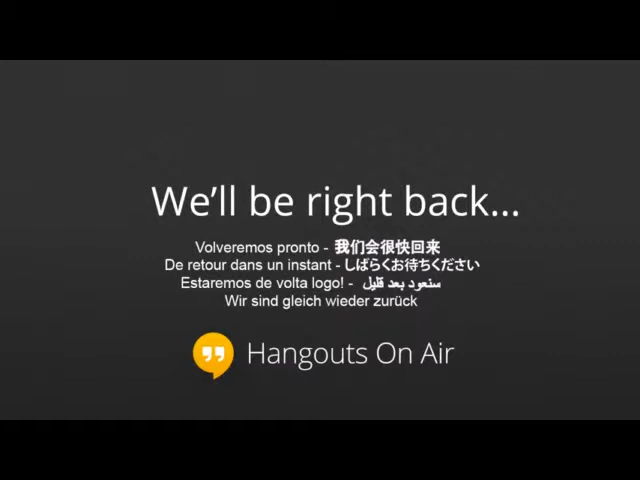 We'll be right back...
Volveremos pronto - 我们会很快回来
De retour dans un instant - しばらくお待ちください
Estaremos de volta logo! - سنعود بعد قليل
Wir sind gleich wieder zurück
Hangouts On Air